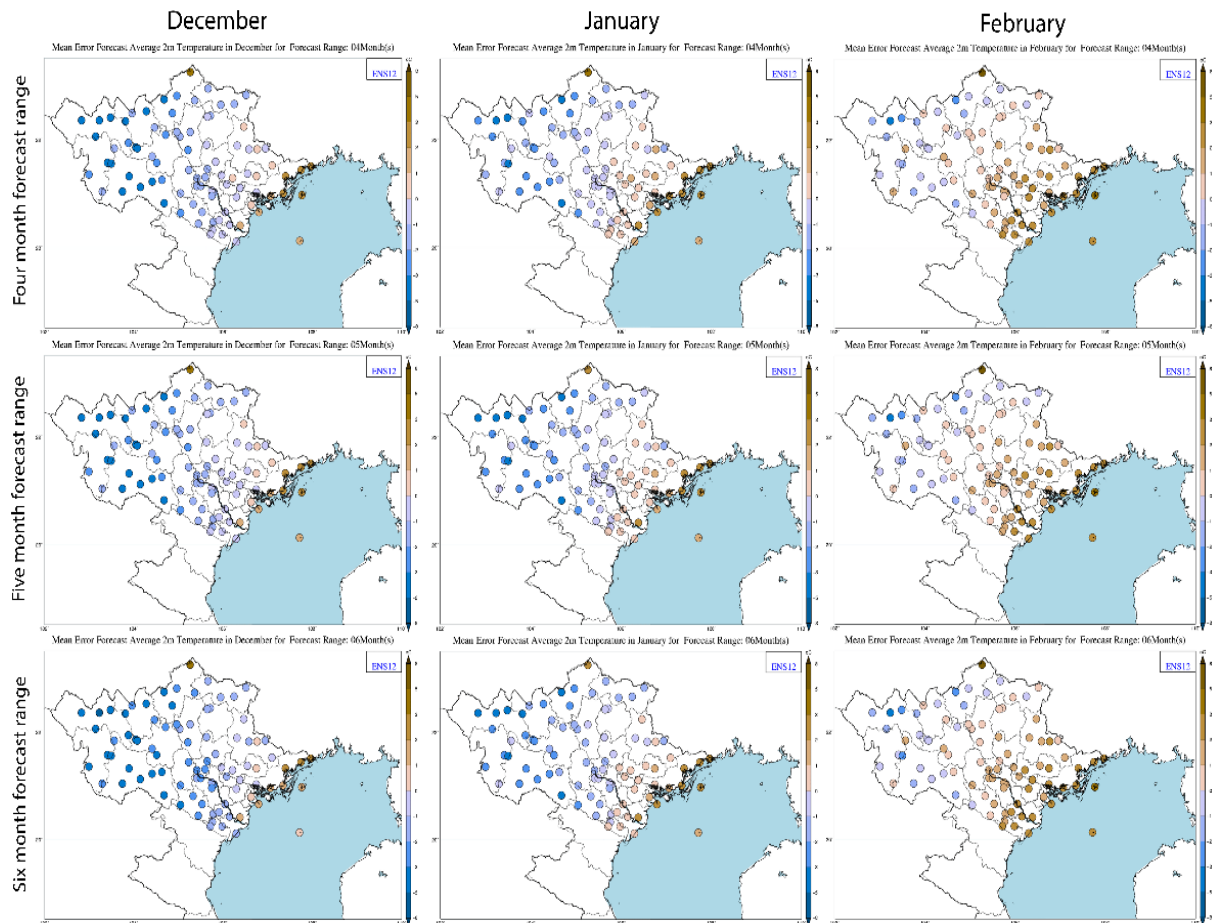 December
January
February
Four month forecast range
Mean Error Forecast Average 2m Temperature in December for Forecast Range: 04Month(s)
ENS12
Mean Error Forecast Average 2m Temperature in January for Forecast Range: 04Month(s)
ENS12
Mean Error Forecast Average 2m Temperature in February for Forecast Range: 04Month(s)
ENS12
Five month forecast range
Mean Error Forecast Average 2m Temperature in December for Forecast Range: 05Month(s)
ENS12
Mean Error Forecast Average 2m Temperature in January for Forecast Range: 05Month(s)
ENS12
Mean Error Forecast Average 2m Temperature in February for Forecast Range: 05Month(s)
ENS12
Six month forecast range
Mean Error Forecast Average 2m Temperature in December for Forecast Range: 06Month(s)
ENS12
Mean Error Forecast Average 2m Temperature in January for Forecast Range: 06Month(s)
ENS12
Mean Error Forecast Average 2m Temperature in February for Forecast Range: 06Month(s)
ENS12